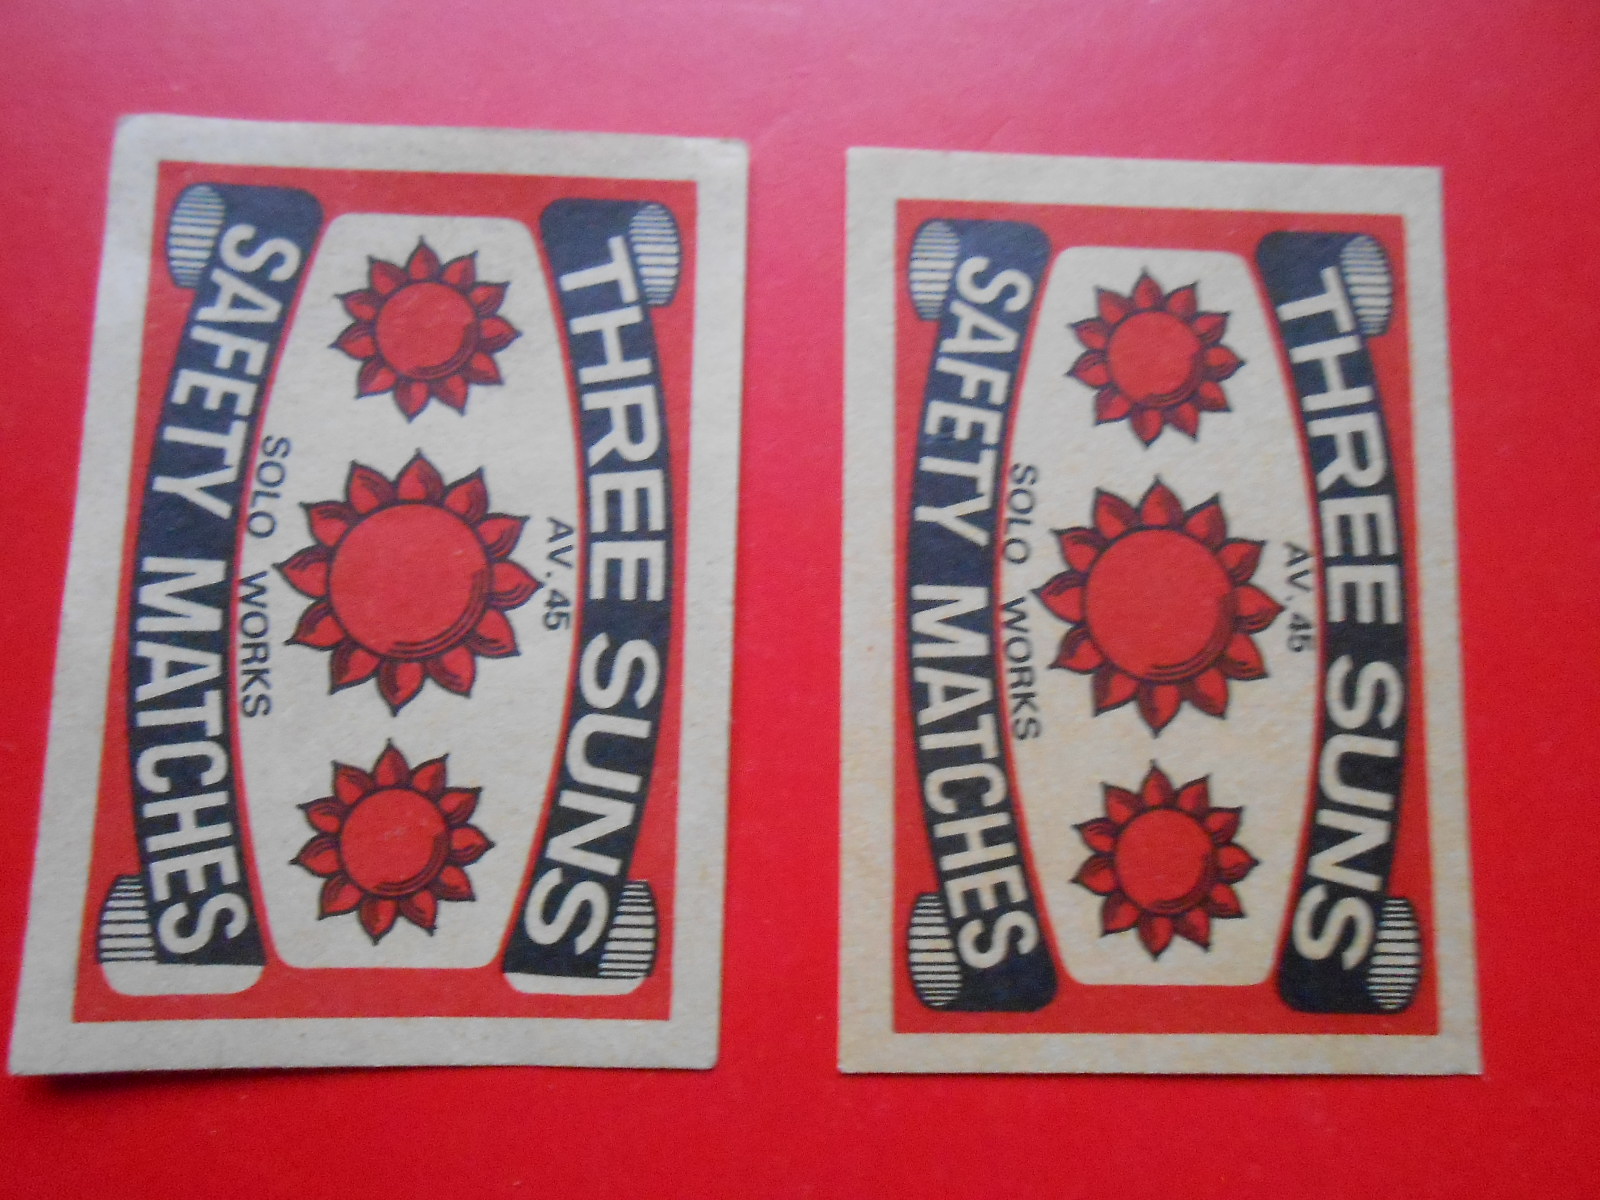 THREE SUNS
AV. 45
SOLO WORKS
SAFETY MATCHES
THREE SUNS
AV. 45
SOLO WORKS
SAFETY MATCHES